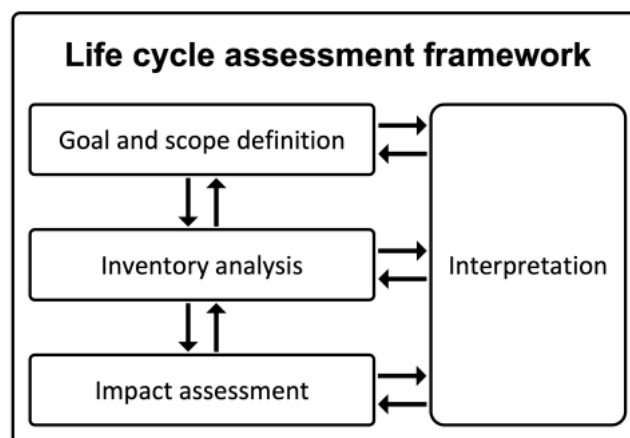 Life cycle assessment framework
Goal and scope definition
Inventory analysis
Interpretation
Impact assessment